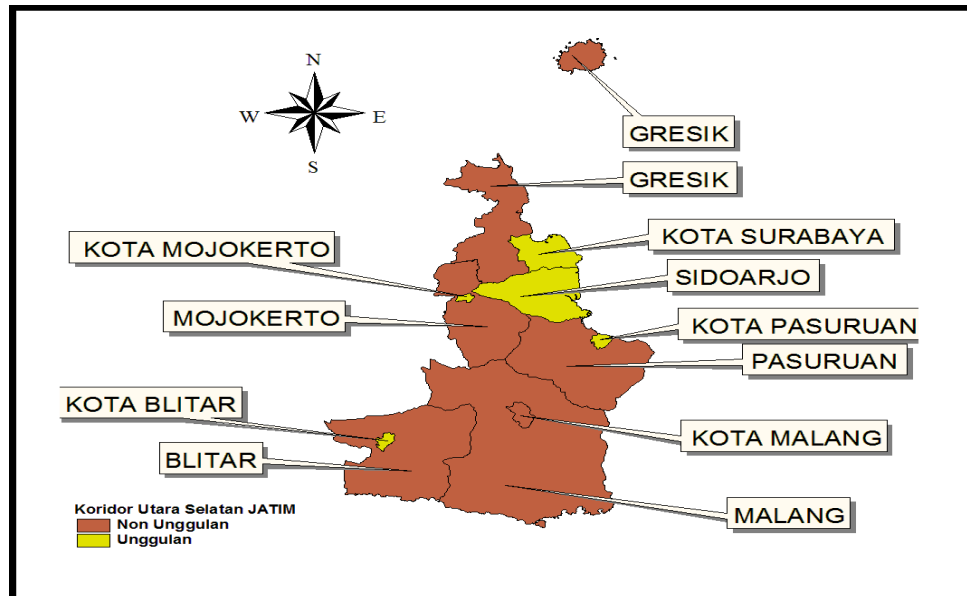 N
W
E
S
GRESIK
GRESIK
KOTA MOJOKERTO
KOTA SURABAYA
SIDOARJO
MOJOKERTO
KOTA PASURUAN
PASURUAN
KOTA BLITAR
KOTA MALANG
BLITAR
MALANG
Koridor Utara Selatan JATIM
Non Unggulan
Unggulan